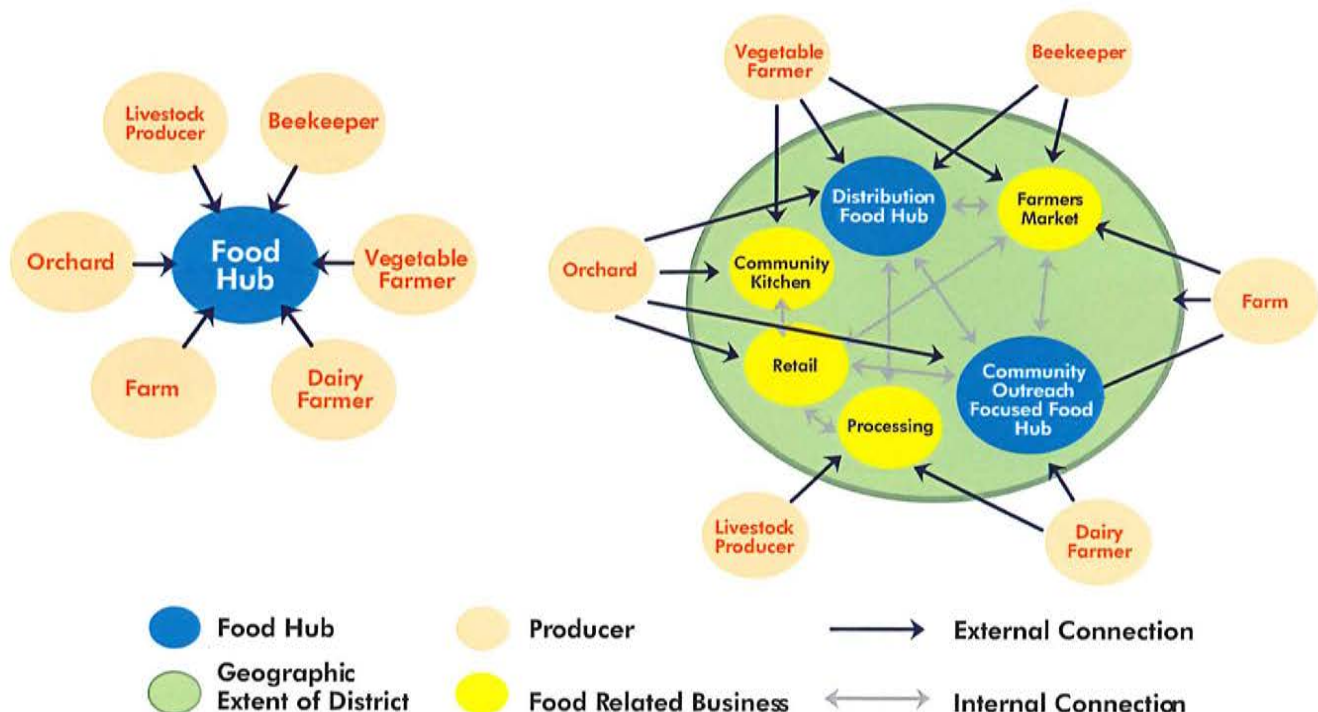 Livestock
Producer
Beekeeper
Orchard
Food
Hub
Vegetable
Farmer
Farm
Dairy
Farmer
Vegetable
Farmer
Beekeeper
Distribution
Food Hub
Farmers
Market
Orchard
Community
Kitchen
Farm
Retail
Community
Outreach
Focused Food
Hub
Processing
Livestock
Producer
Dairy
Farmer
Food Hub
Producer
External Connection
Geographic
Extent of District
Food Related Business
Internal Connection